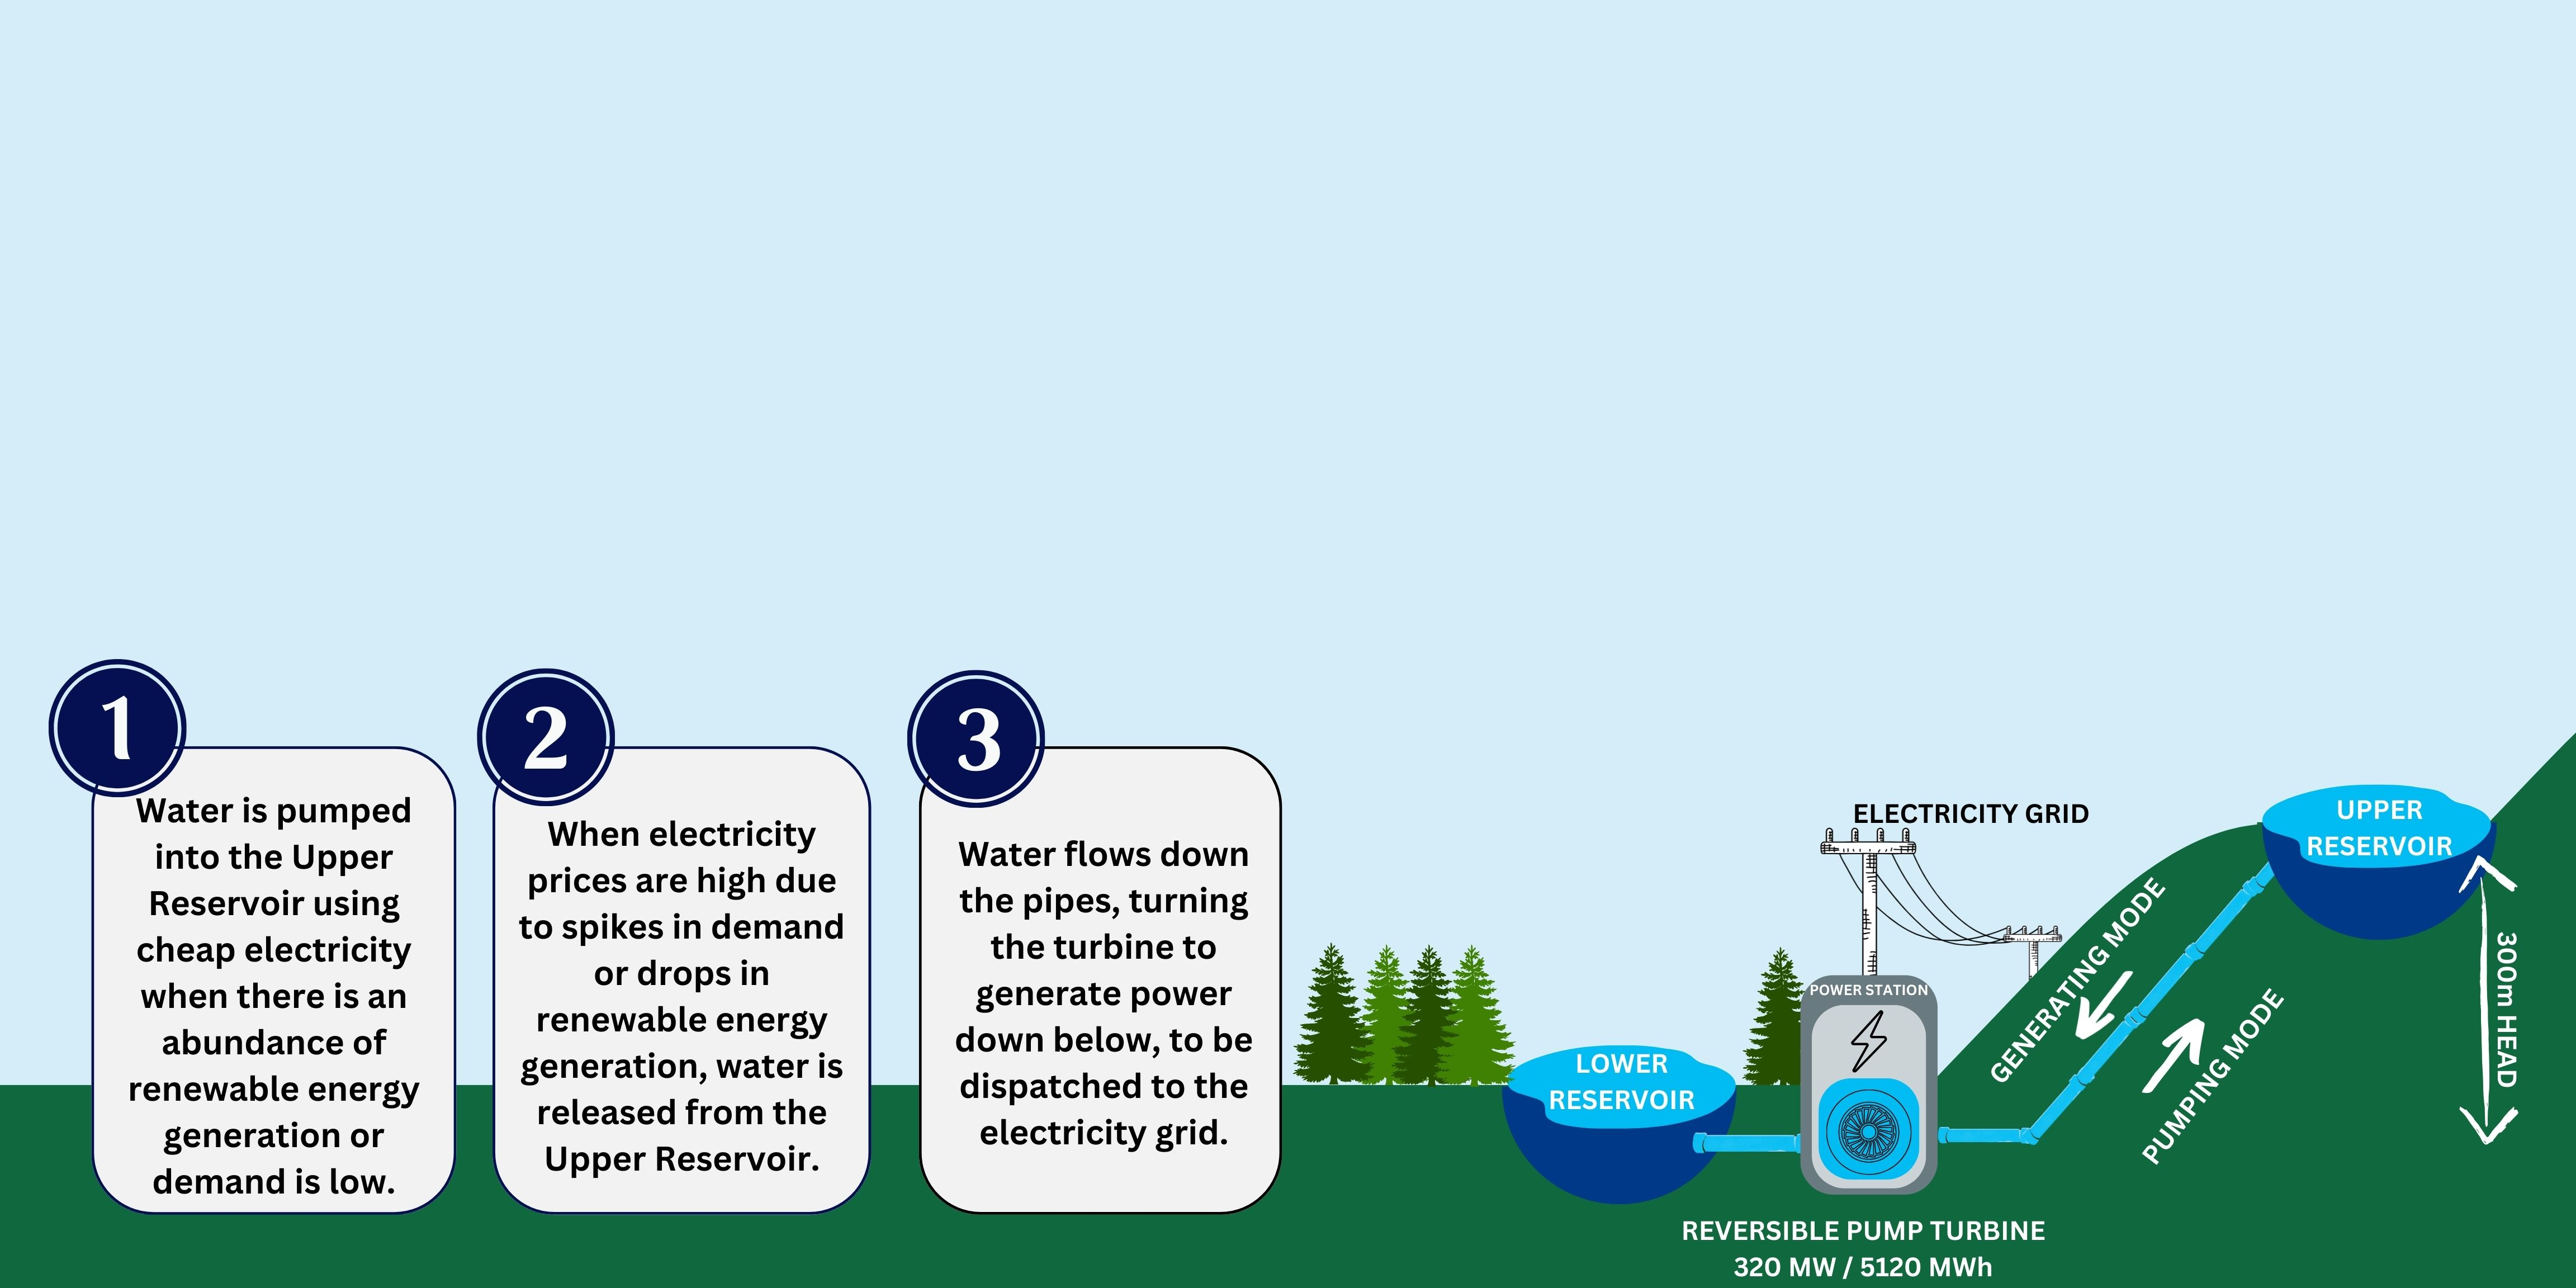 1
Water is pumped
into the Upper
Reservoir using
cheap electricity
when there is an
abundance of
renewable energy
generation or
demand is low.
2
When electricity
prices are high due
to spikes in demand
or drops in
renewable energy
generation, water is
released from the
Upper Reservoir.
3
Water flows down
the pipes, turning
the turbine to
generate power
down below, to be
dispatched to the
electricity grid.
ELECTRICITY GRID
UPPER
RESERVOIR
GENERATING MODE
PUMPING MODE
300m HEAD
POWER STATION
LOWER
RESERVOIR
REVERSIBLE PUMP TURBINE
320 MW / 5120 MWh